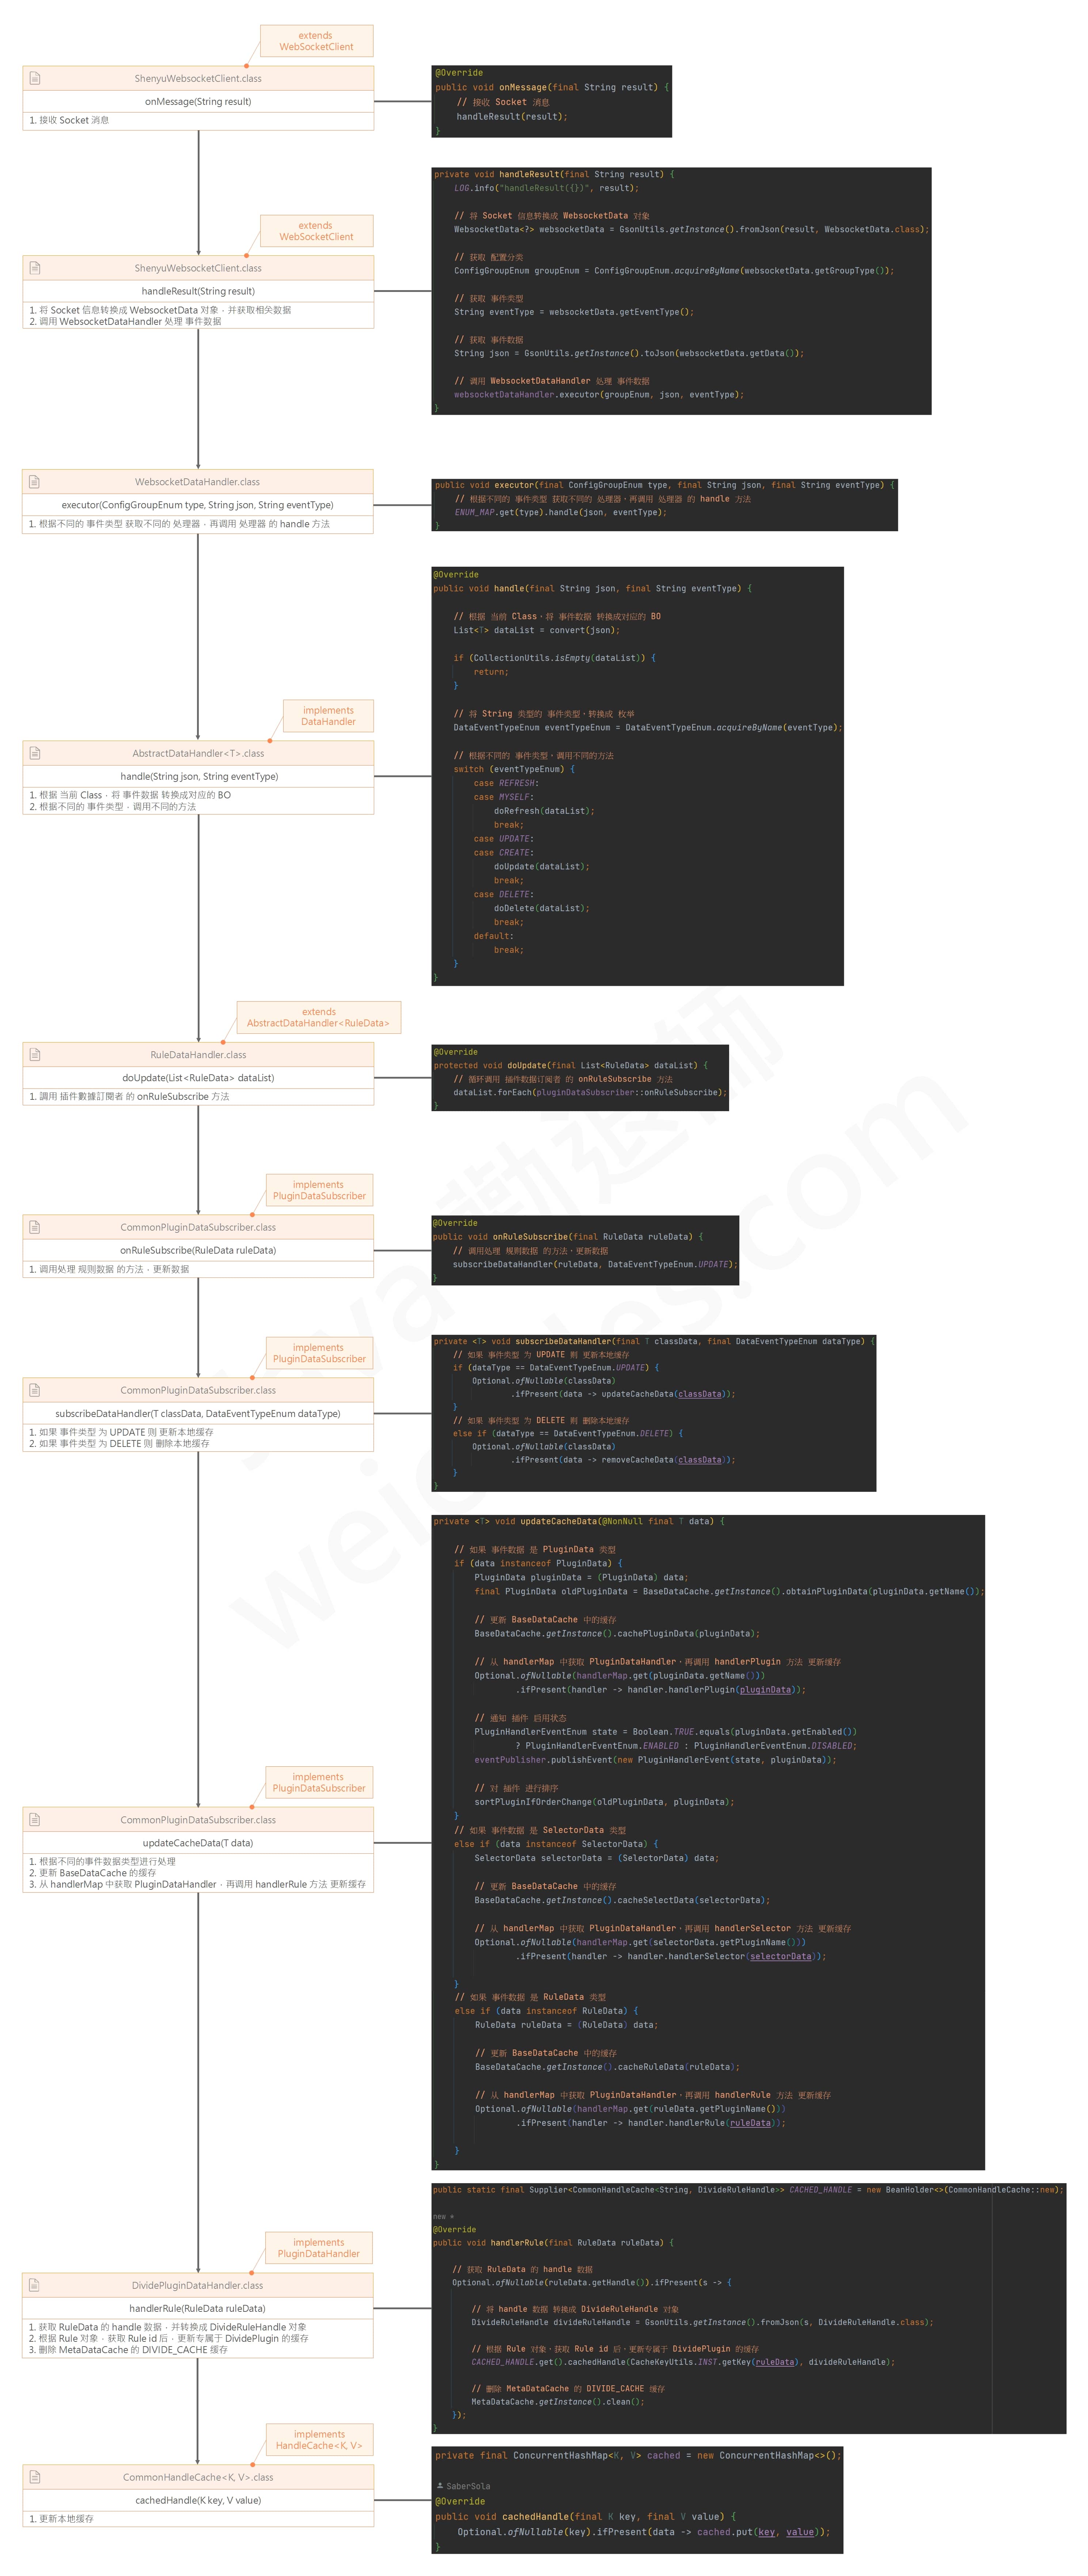 extends
WebSocketClient
ShenyuWebsocketClient.class
onMessage(String result)
1. 接收 Socket 消息
@Override
public void onMessage(final String result) {
// 接收 Socket 消息
handleResult(result);
}
extends
WebSocketClient
ShenyuWebsocketClient.class
handleResult(String result)
1. 将 Socket 信息转换成 WebsocketData 对象，并获取相关数据
2. 调用 WebsocketDataHandler 处理 事件数据
private void handleResult(final String result) {
LOG.info("handleResult({})", result);
// 将 Socket 信息转换成 WebsocketData 对象
WebsocketData<?> websocketData = GsonUtils.getInstance().fromJson(result, WebsocketData.class);
// 获取 配置分类
ConfigGroupEnum groupEnum = ConfigGroupEnum.acquireByName(websocketData.getGroupType());
// 获取 事件类型
String eventType = websocketData.getEventType();
// 获取 事件数据
String json = GsonUtils.getInstance().toJson(websocketData.getData());
// 调用 WebsocketDataHandler 处理 事件数据
websocketDataHandler.executor(groupEnum, json, eventType);
}
WebsocketDataHandler.class
executor(ConfigGroupEnum type, String json, String eventType)
1. 根据不同的 事件类型 获取不同的 处理器，再调用 处理器 的 handle 方法
public void executor(final ConfigGroupEnum type, final String json, final String eventType) {
// 根据不同的 事件类型 获取不同的 处理器，再调用 处理器 的 handle 方法
ENUM_MAP.get(type).handle(json, eventType);
}
implements
DataHandler
AbstractDataHandler<T>.class
handle(String json, String eventType)
1. 根据 当前 Class，将 事件数据 转换成对应的 BO
2. 根据不同的 事件类型，调用不同的方法
@Override
public void handle(final String json, final String eventType) {
// 根据 当前 Class，将 事件数据 转换成对应的 BO
List<T> dataList = convert(json);
if (CollectionUtils.isEmpty(dataList)) {
return;
}
// 将 String 类型的 事件类型，转换成 枚举
DataEventTypeEnum eventTypeEnum = DataEventTypeEnum.acquireByName(eventType);
// 根据不同的 事件类型，调用不同的方法
switch (eventTypeEnum) {
case REFRESH:
case MYSELF:
doRefresh(dataList);
break;
case UPDATE:
case CREATE:
doUpdate(dataList);
break;
case DELETE:
doDelete(dataList);
break;
default:
break;
}
}
extends
AbstractDataHandler<RuleData>
RuleDataHandler.class
doUpdate(List<RuleData> dataList)
1. 調用 插件數據訂閱者 的 onRuleSubscribe 方法
@Override
protected void doUpdate(final List<RuleData> dataList) {
// 循环调用 插件数据订阅者 的 onRuleSubscribe 方法
dataList.forEach(pluginDataSubscriber::onRuleSubscribe);
}
implements
PluginDataSubscriber
CommonPluginDataSubscriber.class
onRuleSubscribe(RuleData ruleData)
1. 调用处理 规则数据 的方法，更新数据
@Override
public void onRuleSubscribe(final RuleData ruleData) {
// 调用处理 规则数据 的方法，更新数据
subscribeDataHandler(ruleData, DataEventTypeEnum.UPDATE);
}
implements
PluginDataSubscriber
CommonPluginDataSubscriber.class
subscribeDataHandler(T classData, DataEventTypeEnum dataType)
1. 如果 事件类型 为 UPDATE 则 更新本地缓存
2. 如果 事件类型 为 DELETE 则 删除本地缓存
private <T> void subscribeDataHandler(final T classData, final DataEventTypeEnum dataType) {
// 如果 事件类型 为 UPDATE 则 更新本地缓存
if (dataType == DataEventTypeEnum.UPDATE) {
Optional.ofNullable(classData)
.ifPresent(data -> updateCacheData(classData));
}
// 如果 事件类型 为 DELETE 则 删除本地缓存
else if (dataType == DataEventTypeEnum.DELETE) {
Optional.ofNullable(classData)
.ifPresent(data -> removeCacheData(classData));
}
}
implements
PluginDataSubscriber
CommonPluginDataSubscriber.class
updateCacheData(T data)
1. 根据不同的事件数据类型进行处理
2. 更新 BaseDataCache 的缓存
3. 从 handlerMap 中获取 PluginDataHandler，再调用 handlerRule 方法 更新缓存
private <T> void updateCacheData(@NonNull final T data) {
// 如果 事件数据 是 PluginData 类型
if (data instanceof PluginData) {
PluginData pluginData = (PluginData) data;
final PluginData oldPluginData = BaseDataCache.getInstance().obtainPluginData(pluginData.getName());
// 更新 BaseDataCache 中的缓存
BaseDataCache.getInstance().cachePluginData(pluginData);
// 从 handlerMap 中获取 PluginDataHandler，再调用 handlerPlugin 方法 更新缓存
Optional.ofNullable(handlerMap.get(pluginData.getName()))
.ifPresent(handler -> handler.handlerPlugin(pluginData));
// 通知 插件 启用状态
PluginHandlerEventEnum state = Boolean.TRUE.equals(pluginData.getEnabled())
? PluginHandlerEventEnum.ENABLED : PluginHandlerEventEnum.DISABLED;
eventPublisher.publishEvent(new PluginHandlerEvent(state, pluginData));
// 对 插件 进行排序
sortPluginIfOrderChange(oldPluginData, pluginData);
}
// 如果 事件数据 是 SelectorData 类型
else if (data instanceof SelectorData) {
SelectorData selectorData = (SelectorData) data;
// 更新 BaseDataCache 中的缓存
BaseDataCache.getInstance().cacheSelectData(selectorData);
// 从 handlerMap 中获取 PluginDataHandler，再调用 handlerSelector 方法 更新缓存
Optional.ofNullable(handlerMap.get(selectorData.getPluginName()))
.ifPresent(handler -> handler.handlerSelector(selectorData));
}
// 如果 事件数据 是 RuleData 类型
else if (data instanceof RuleData) {
RuleData ruleData = (RuleData) data;
// 更新 BaseDataCache 中的缓存
BaseDataCache.getInstance().cacheRuleData(ruleData);
// 从 handlerMap 中获取 PluginDataHandler，再调用 handlerRule 方法 更新缓存
Optional.ofNullable(handlerMap.get(ruleData.getPluginName()))
.ifPresent(handler -> handler.handlerRule(ruleData));
}
}
implements
PluginDataHandler
DividePluginDataHandler.class
handlerRule(RuleData ruleData)
1. 获取 RuleData 的 handle 数据，并转换成 DivideRuleHandle 对象
2. 根据 Rule 对象，获取 Rule id 后，更新专属于 DividePlugin 的缓存
3. 删除 MetaDataCache 的 DIVIDE_CACHE 缓存
public static final Supplier<CommonHandleCache<String, DivideRuleHandle>> CACHED_HANDLE = new BeanHolder<>(CommonHandleCache::new);
new *
@Override
public void handlerRule(final RuleData ruleData) {
// 获取 RuleData 的 handle 数据
Optional.ofNullable(ruleData.getHandle()).ifPresent(s -> {
// 将 handle 数据 转换成 DivideRuleHandle 对象
DivideRuleHandle divideRuleHandle = GsonUtils.getInstance().fromJson(s, DivideRuleHandle.class);
// 根据 Rule 对象，获取 Rule id 后，更新专属于 DividePlugin 的缓存
CACHED_HANDLE.get().cachedHandle(CacheKeyUtils.INST.getKey(ruleData), divideRuleHandle);
// 删除 MetaDataCache 的 DIVIDE_CACHE 缓存
MetaDataCache.getInstance().clean();
});
}
implements
HandleCache<K, V>
CommonHandleCache<K, V>.class
cachedHandle(K key, V value)
1. 更新本地缓存
private final ConcurrentHashMap<K, V> cached = new ConcurrentHashMap<>();
SaberSola
@Override
public void cachedHandle(final K key, final V value) {
Optional.ofNullable(key).ifPresent(data -> cached.put(key, value));
}